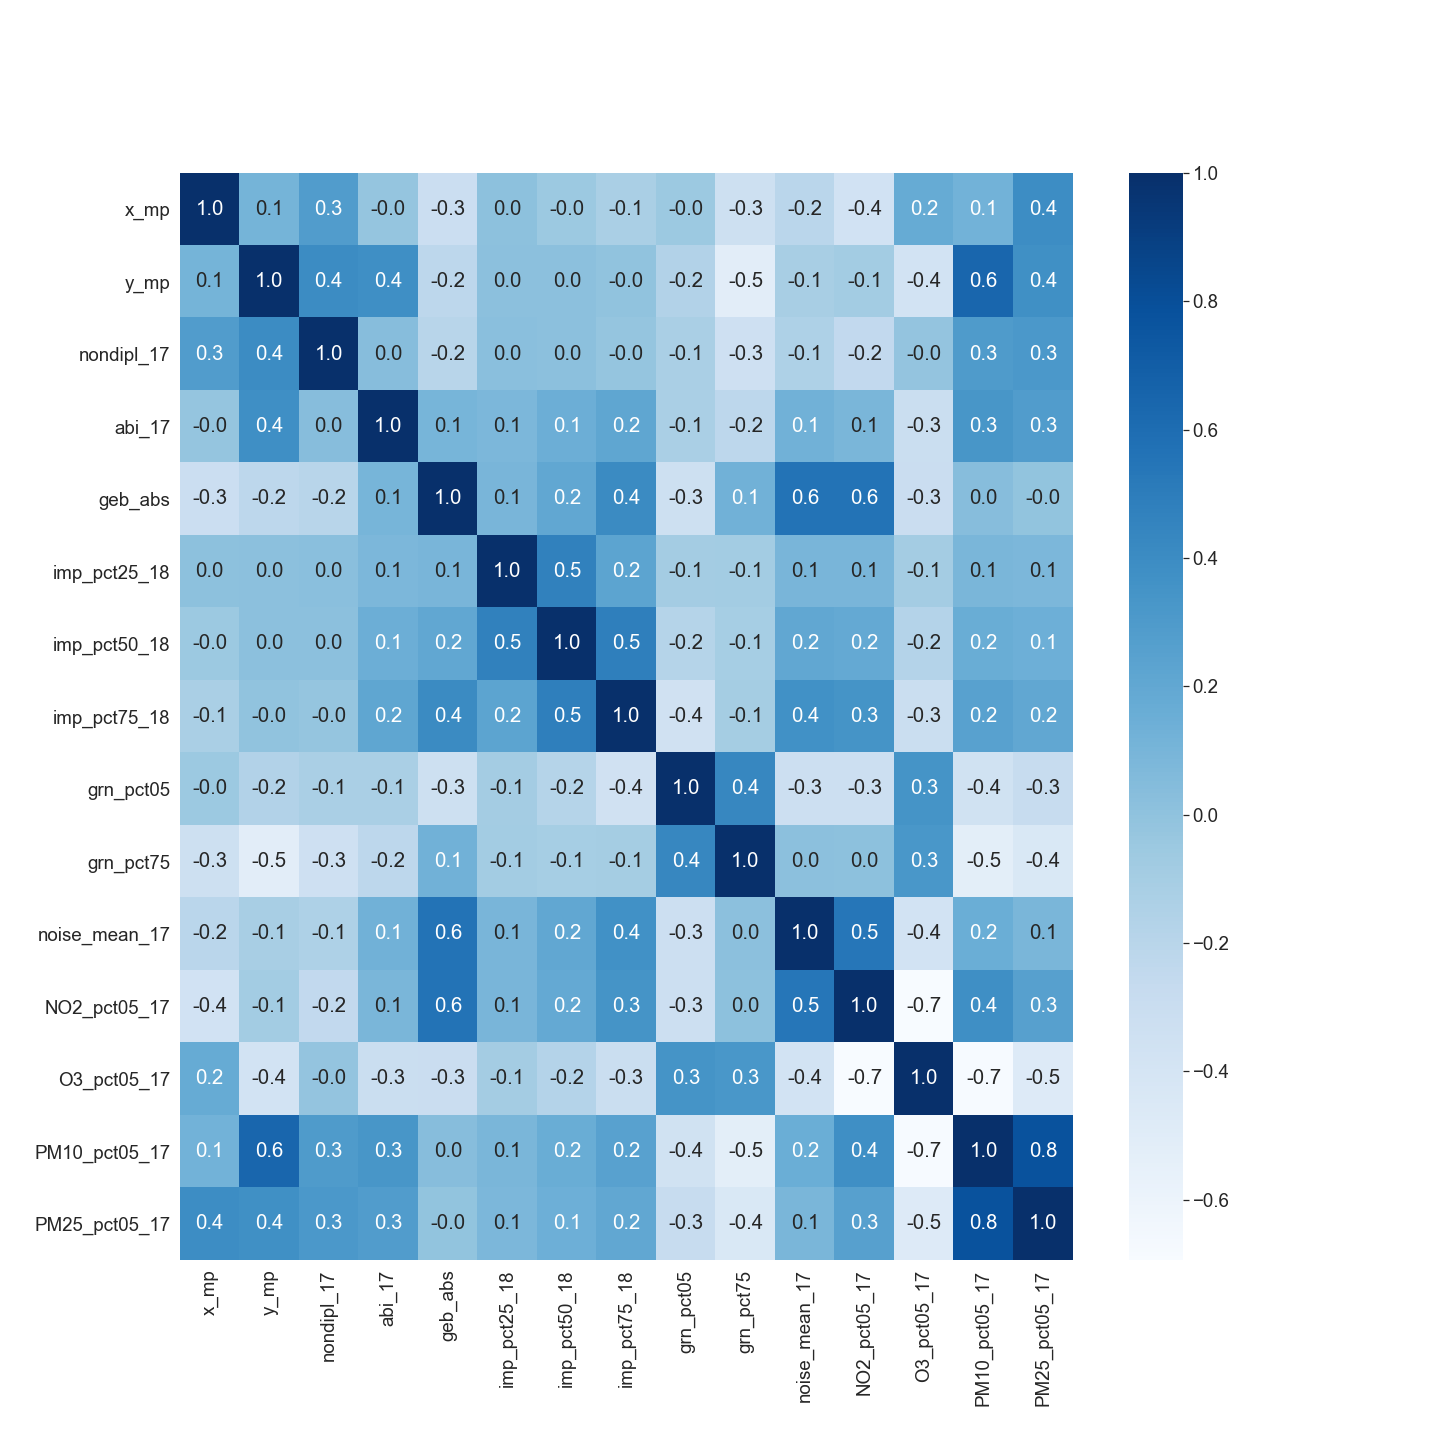 x_mp 1.0 0.1 0.3 -0.0 -0.3 0.0 -0.0 -0.1 -0.0 -0.3 -0.2 -0.4 0.2 0.1 0.4
y_mp 0.1 1.0 0.4 0.4 -0.2 0.0 0.0 -0.0 -0.2 -0.5 -0.1 -0.1 -0.4 0.6 0.4
nondipl_17 0.3 0.4 1.0 0.0 -0.2 0.0 0.0 -0.0 -0.1 -0.3 -0.1 -0.2 -0.0 0.3 0.3
abi_17 -0.0 0.4 0.0 1.0 0.1 0.1 0.1 0.2 -0.1 -0.2 0.1 0.1 -0.3 0.3 0.3
geb_abs -0.3 -0.2 -0.2 0.1 1.0 0.1 0.2 0.4 -0.3 0.1 0.6 0.6 -0.3 0.0 -0.0
imp_pct25_18 0.0 0.0 0.0 0.1 0.1 1.0 0.5 0.2 -0.1 -0.1 0.1 0.1 -0.1 0.1 0.1
imp_pct50_18 -0.0 0.0 0.0 0.1 0.2 0.5 1.0 0.5 -0.2 -0.1 0.2 0.2 -0.2 0.2 0.1
imp_pct75_18 -0.1 -0.0 -0.0 0.2 0.4 0.2 0.5 1.0 -0.4 -0.1 0.4 0.3 -0.3 0.2 0.2
grn_pct05 -0.0 -0.2 -0.1 -0.1 -0.3 -0.1 -0.2 -0.4 1.0 0.4 -0.3 -0.3 0.3 -0.4 -0.3
grn_pct75 -0.3 -0.5 -0.3 -0.2 0.1 -0.1 -0.1 -0.1 0.4 1.0 0.0 0.0 0.3 -0.5 -0.4
noise_mean_17 -0.2 -0.1 -0.1 0.1 0.6 0.1 0.2 0.4 -0.3 0.0 1.0 0.5 -0.4 0.2 0.1
NO2_pct05_17 -0.4 -0.1 -0.2 0.1 0.6 0.1 0.2 0.3 -0.3 0.0 0.5 1.0 -0.7 0.4 0.3
O3_pct05_17 0.2 -0.4 -0.0 -0.3 -0.3 -0.1 -0.2 -0.3 0.3 0.3 -0.4 -0.7 1.0 -0.7 -0.5
PM10_pct05_17 0.1 0.6 0.3 0.3 0.0 0.1 0.2 0.2 -0.4 -0.5 0.2 0.4 -0.7 1.0 0.8
PM25_pct05_17 0.4 0.4 0.3 0.3 -0.0 0.1 0.1 0.2 -0.3 -0.4 0.1 0.3 -0.5 0.8 1.0
x_mp
y_mp
nondipl_17
abi_17
geb_abs
imp_pct25_18
imp_pct50_18
imp_pct75_18
grn_pct05
grn_pct75
noise_mean_17
NO2_pct05_17
O3_pct05_17
PM10_pct05_17
PM25_pct05_17
1.0
0.8
0.6
0.4
0.2
0.0
−0.2
−0.4
−0.6